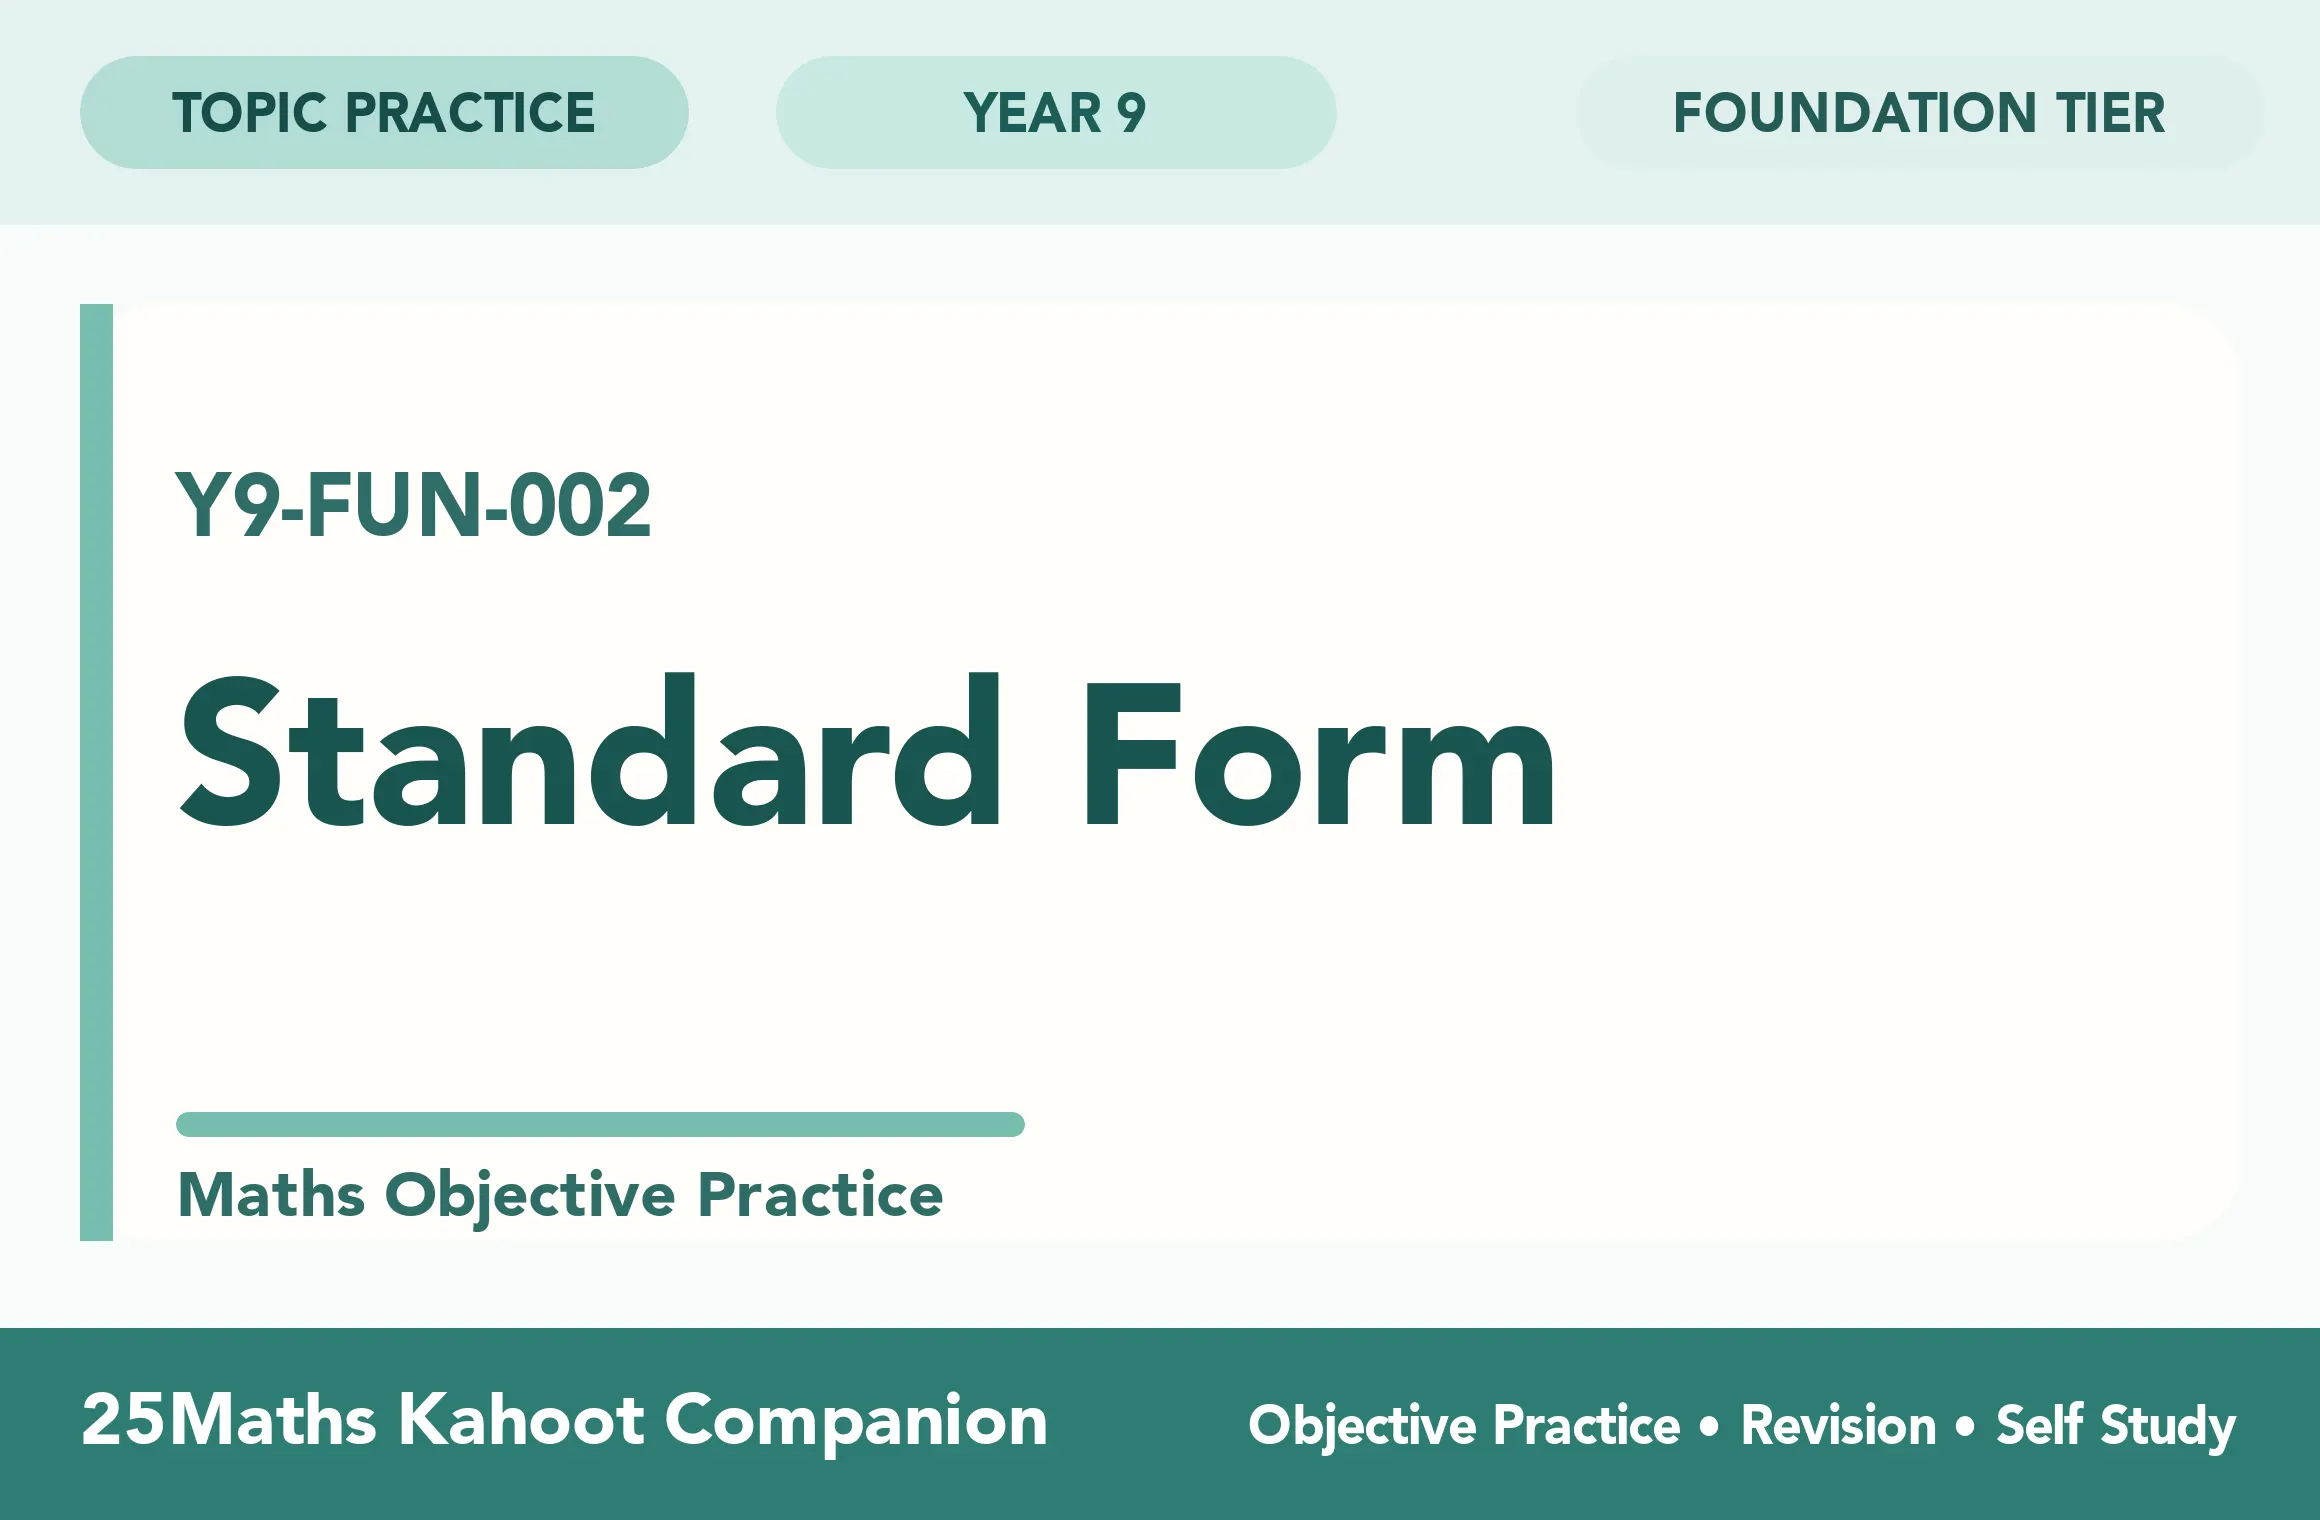 TOPIC PRACTICE
YEAR 9
FOUNDATION TIER
Y9-FUN-002
Standard Form
Maths Objective Practice
25Maths Kahoot Companion
Objective Practice • Revision • Self Study